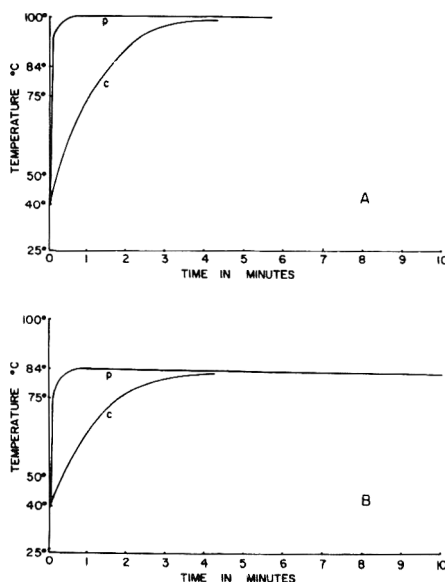 100°
84°
75°
50°
40°
25°
TEMPERATURE °C
p
c
A
0 1 2 3 4 5 6 7 8 9 10
TIME IN MINUTES
100°
84°
75°
50°
40°
25°
TEMPERATURE °C
p
c
B
0 1 2 3 4 5 6 7 8 9 10
TIME IN MINUTES